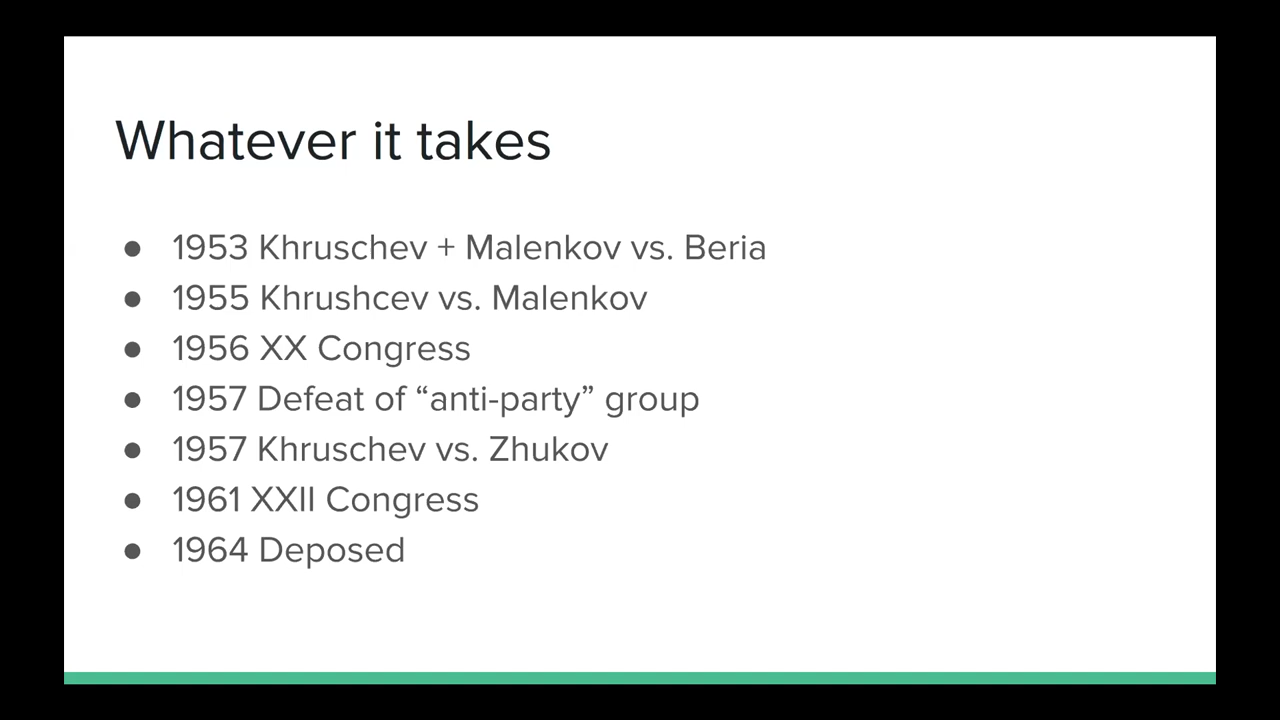 Whatever it takes
● 1953 Khruschev + Malenkov vs. Beria
● 1955 Khrushcev vs. Malenkov
● 1956 XX Congress
● 1957 Defeat of “anti-party” group
● 1957 Khruschev vs. Zhukov
● 1961 XXII Congress
● 1964 Deposed